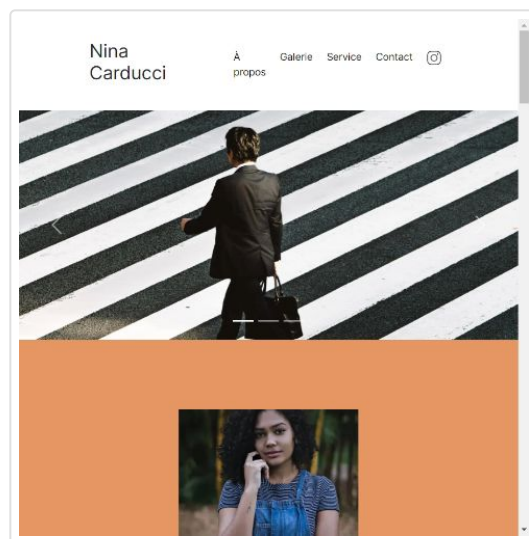 Nina
Carducci
À
propos
Galerie Service Contact